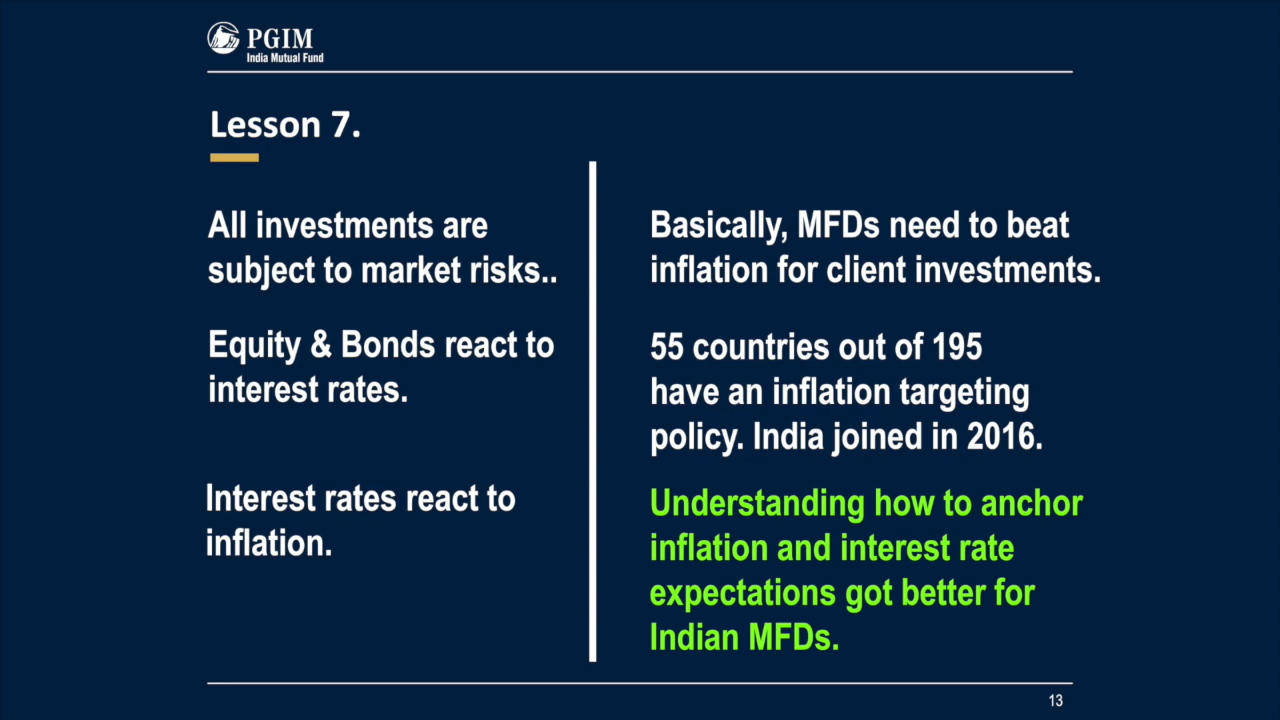 PGIM
India Mutual Fund
Lesson 7.
All investments are
subject to market risks..
Equity & Bonds react to
interest rates.
Interest rates react to
inflation.
Basically, MFDs need to beat
inflation for client investments.
55 countries out of 195
have an inflation targeting
policy. India joined in 2016.
Understanding how to anchor
inflation and interest rate
expectations got better for
Indian MFDs.
13